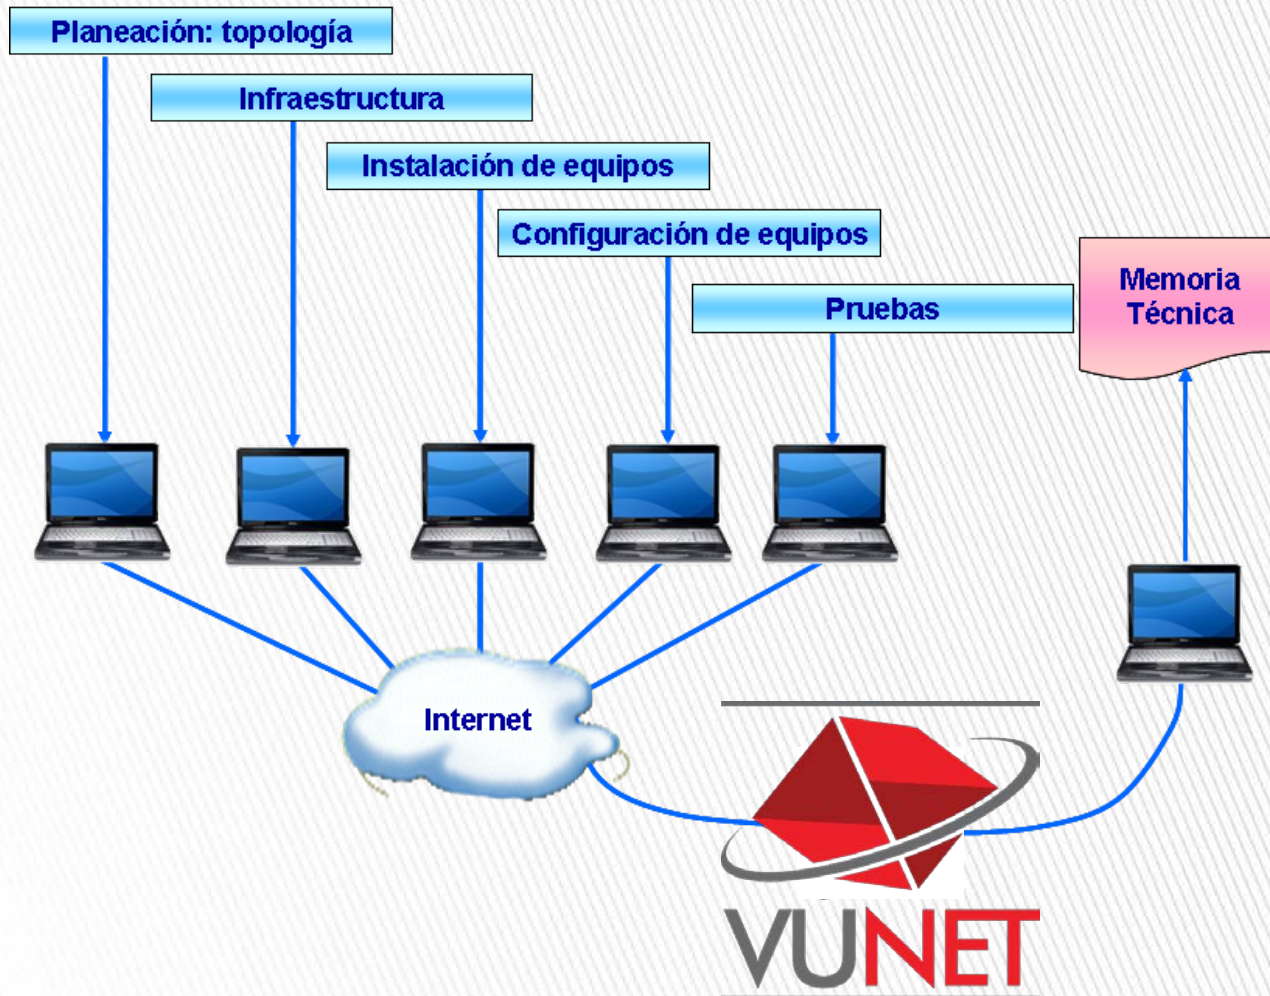 Planeación: topología
Infraestructura
Instalación de equipos
Configuración de equipos
Pruebas
Memoria
Técnica
Internet
VUNET